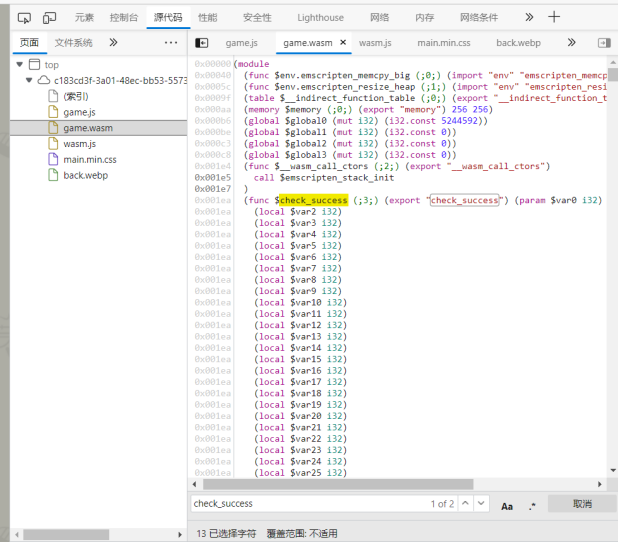 元素 控制台 源代码 性能 安全性 Lighthouse 网络 内存 网络条件
页面 文件系统 game.js game.wasm wasm.js main.min.css back.webp
top
c183cd3f-3a01-48ec-bb53-5573
(索引)
game.js
game.wasm
wasm.js
main.min.css
back.webp
0x00000 (module
0x00040 (func $env.emscripten_memcpy_big (;0;) (import "env" "emscripten_memcp
0x0005c (func $env.emscripten_resize_heap (;1;) (import "env" "emscripten_resi
0x0009f (table $__indirect_function_table (;0;) (export "__indirect_function_t
0x000aa (memory $memory (;0;) (export "memory") 256 256)
0x000b6 (global $global0 (mut i32) (i32.const 5244592))
0x000be (global $global1 (mut i32) (i32.const 0))
0x000c3 (global $global2 (mut i32) (i32.const 0))
0x000c8 (global $global3 (mut i32) (i32.const 0))
0x001e4 (func $__wasm_call_ctors (;2;) (export "__wasm_call_ctors")
0x001e5 call $emscripten_stack_init
0x001e7 )
0x001ea (func $check_success (;3;) (export "check_success") (param $var0 i32)
0x001ea (local $var2 i32)
0x001ea (local $var3 i32)
0x001ea (local $var4 i32)
0x001ea (local $var5 i32)
0x001ea (local $var6 i32)
0x001ea (local $var7 i32)
0x001ea (local $var8 i32)
0x001ea (local $var9 i32)
0x001ea (local $var10 i32)
0x001ea (local $var11 i32)
0x001ea (local $var12 i32)
0x001ea (local $var13 i32)
0x001ea (local $var14 i32)
0x001ea (local $var15 i32)
0x001ea (local $var16 i32)
0x001ea (local $var17 i32)
0x001ea (local $var18 i32)
0x001ea (local $var19 i32)
0x001ea (local $var20 i32)
0x001ea (local $var21 i32)
0x001ea (local $var22 i32)
0x001ea (local $var23 i32)
0x001ea (local $var24 i32)
0x001ea (local $var25 i32)
check_success 1 of 2 Aa .* 取消
13 已选择字符 覆盖范围: 不适用